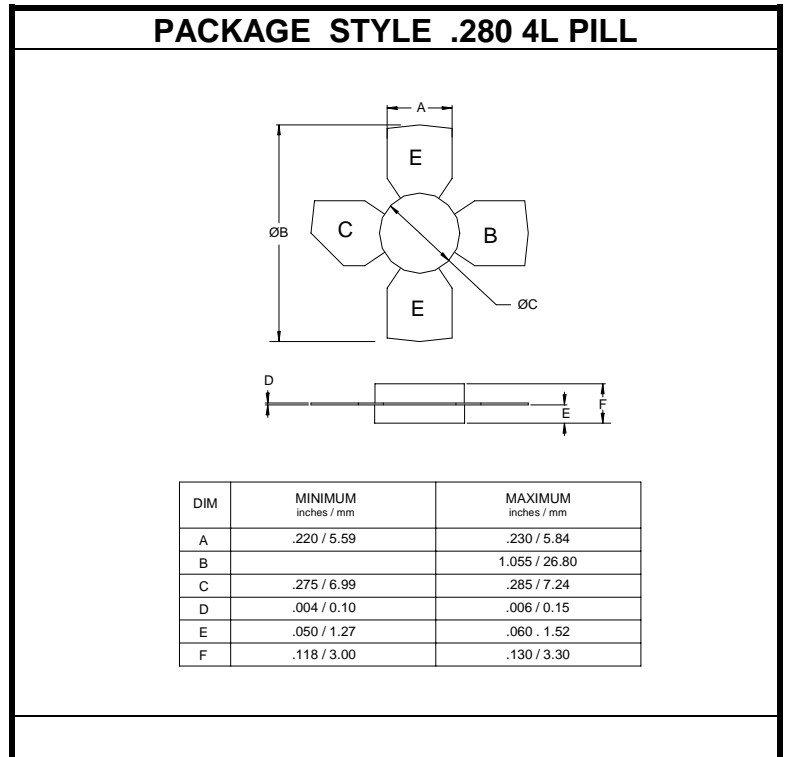 PACKAGE STYLE .280 4L PILL
A
E
ØB
C
B
E
ØC
D
E
F
DIM MINIMUM MAXIMUM
inches / mm inches / mm
A .220 / 5.59 .230 / 5.84
B 1.055 / 26.80
C .275 / 6.99 .285 / 7.24
D .004 / 0.10 .006 / 0.15
E .050 / 1.27 .060 . 1.52
F .118 / 3.00 .130 / 3.30